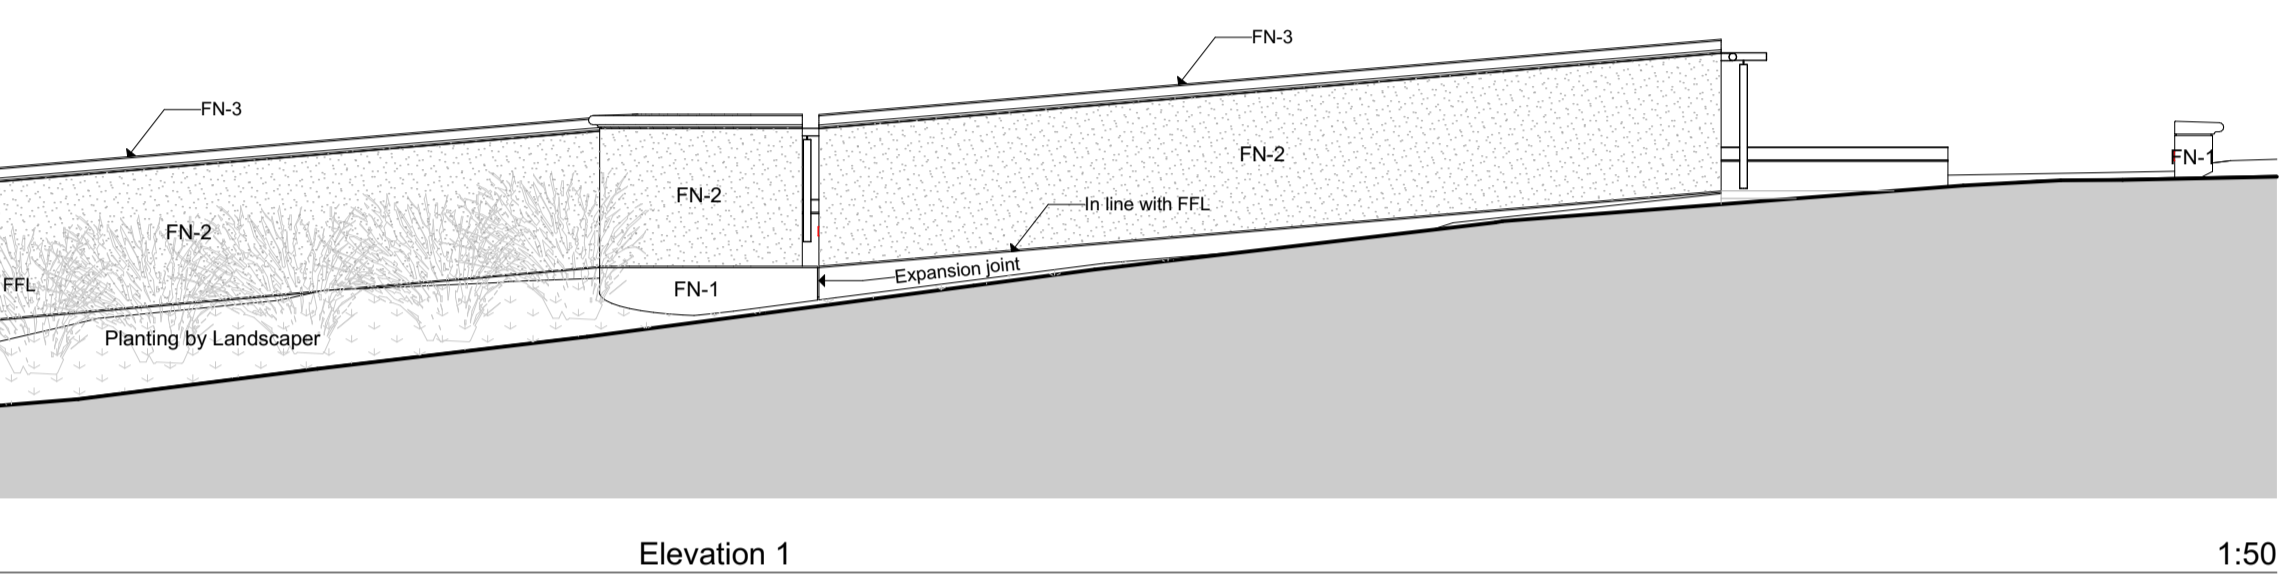 FN-3
FN-3
FN-2
FN-1
FN-2
In line with FFL
FN-2
Expansion joint
FFL
FN-1
Planting by Landscaper
Elevation 1
1:50